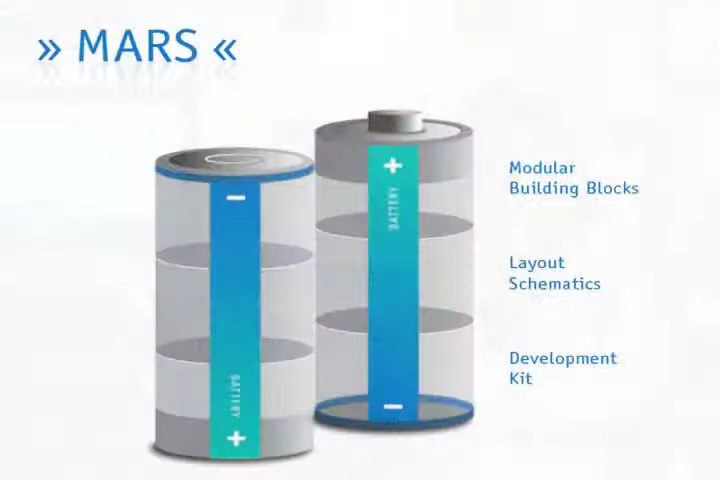 » MARS «
BATTERY
BATTERY
Modular
Building Blocks
Layout
Schematics
Development
Kit